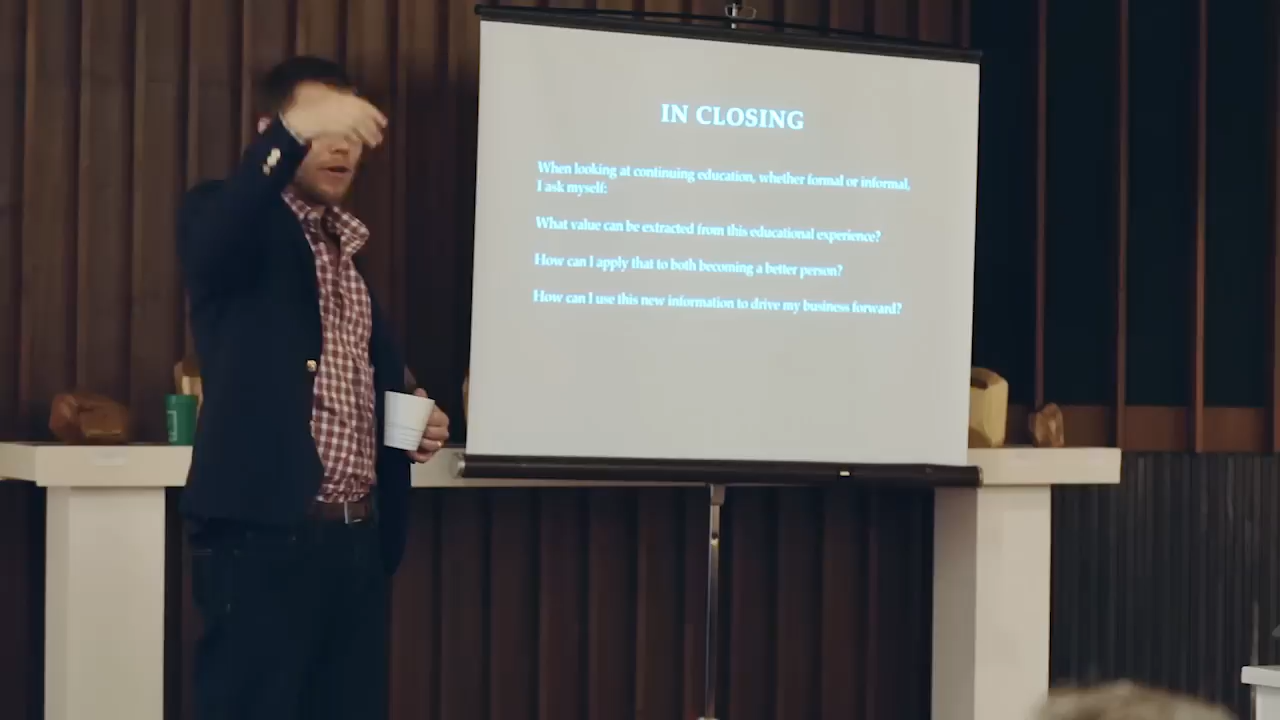 IN CLOSING
When looking at continuing education, whether formal or informal,
I ask myself:
What value can be extracted from this educational experience?
How can I apply that to both becoming a better person?
How can I use this new information to drive my business forward?